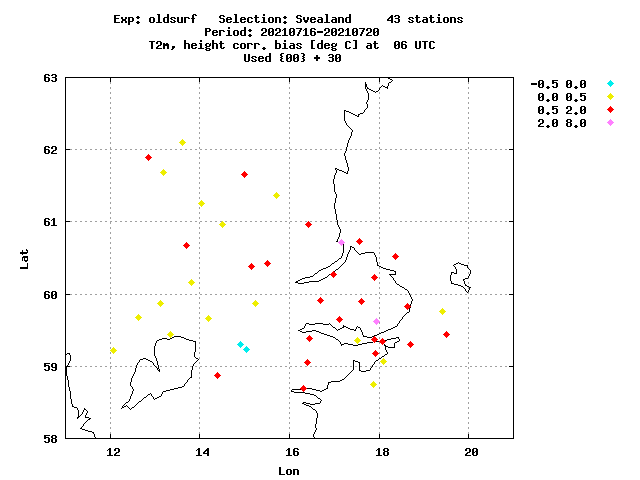 Exp: oldsurf   Selection: Svealand     43 stations
Period: 20210716-20210720
T2m, height corr. bias [deg C] at  06 UTC
Used {00} + 30
-0.5 0.0
0.0 0.5
0.5 2.0
2.0 8.0
63
62
61
60
59
58
Lat
12 14 16 18 20
Lon